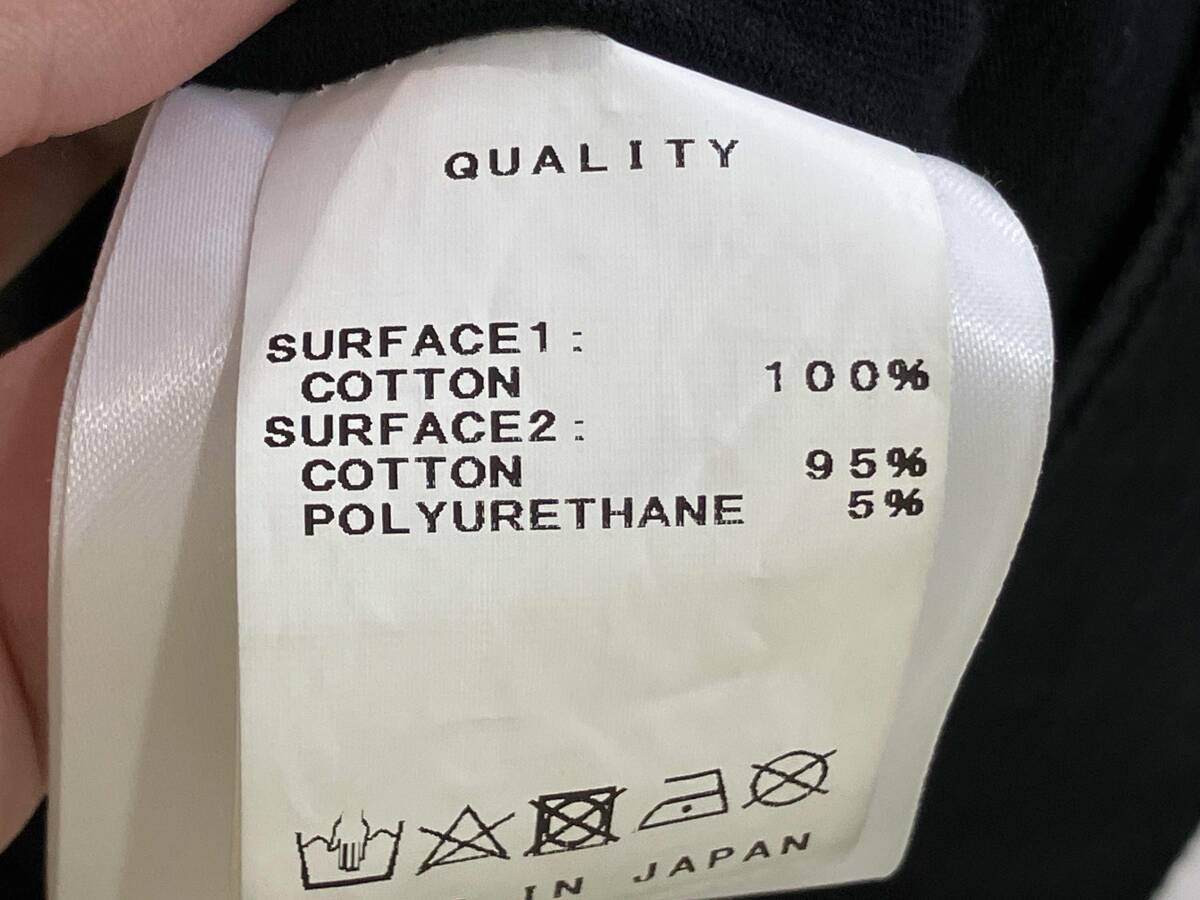 QUALITY
SURFACE1:
COTTON 100%
SURFACE2:
COTTON 95%
POLYURETHANE 5%
IN JAPAN